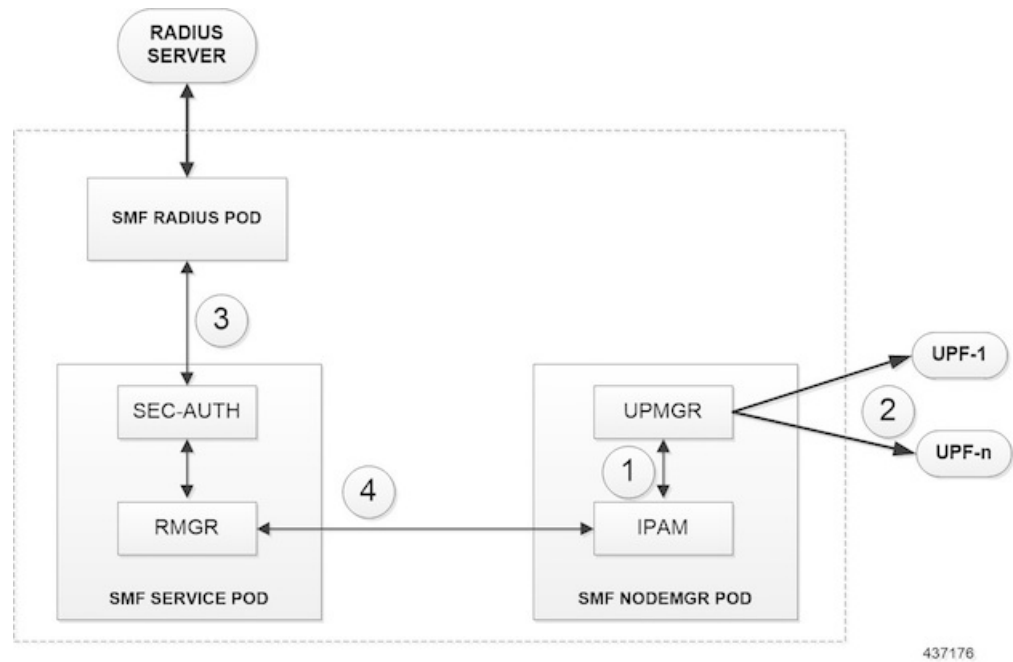 RADIUS
SERVER
SMF RADIUS POD
3
SEC-AUTH
UPMGR
UPF-1
2
UPF-n
1
4
RMGR
IPAM
SMF SERVICE POD
SMF NODEMGR POD
437176